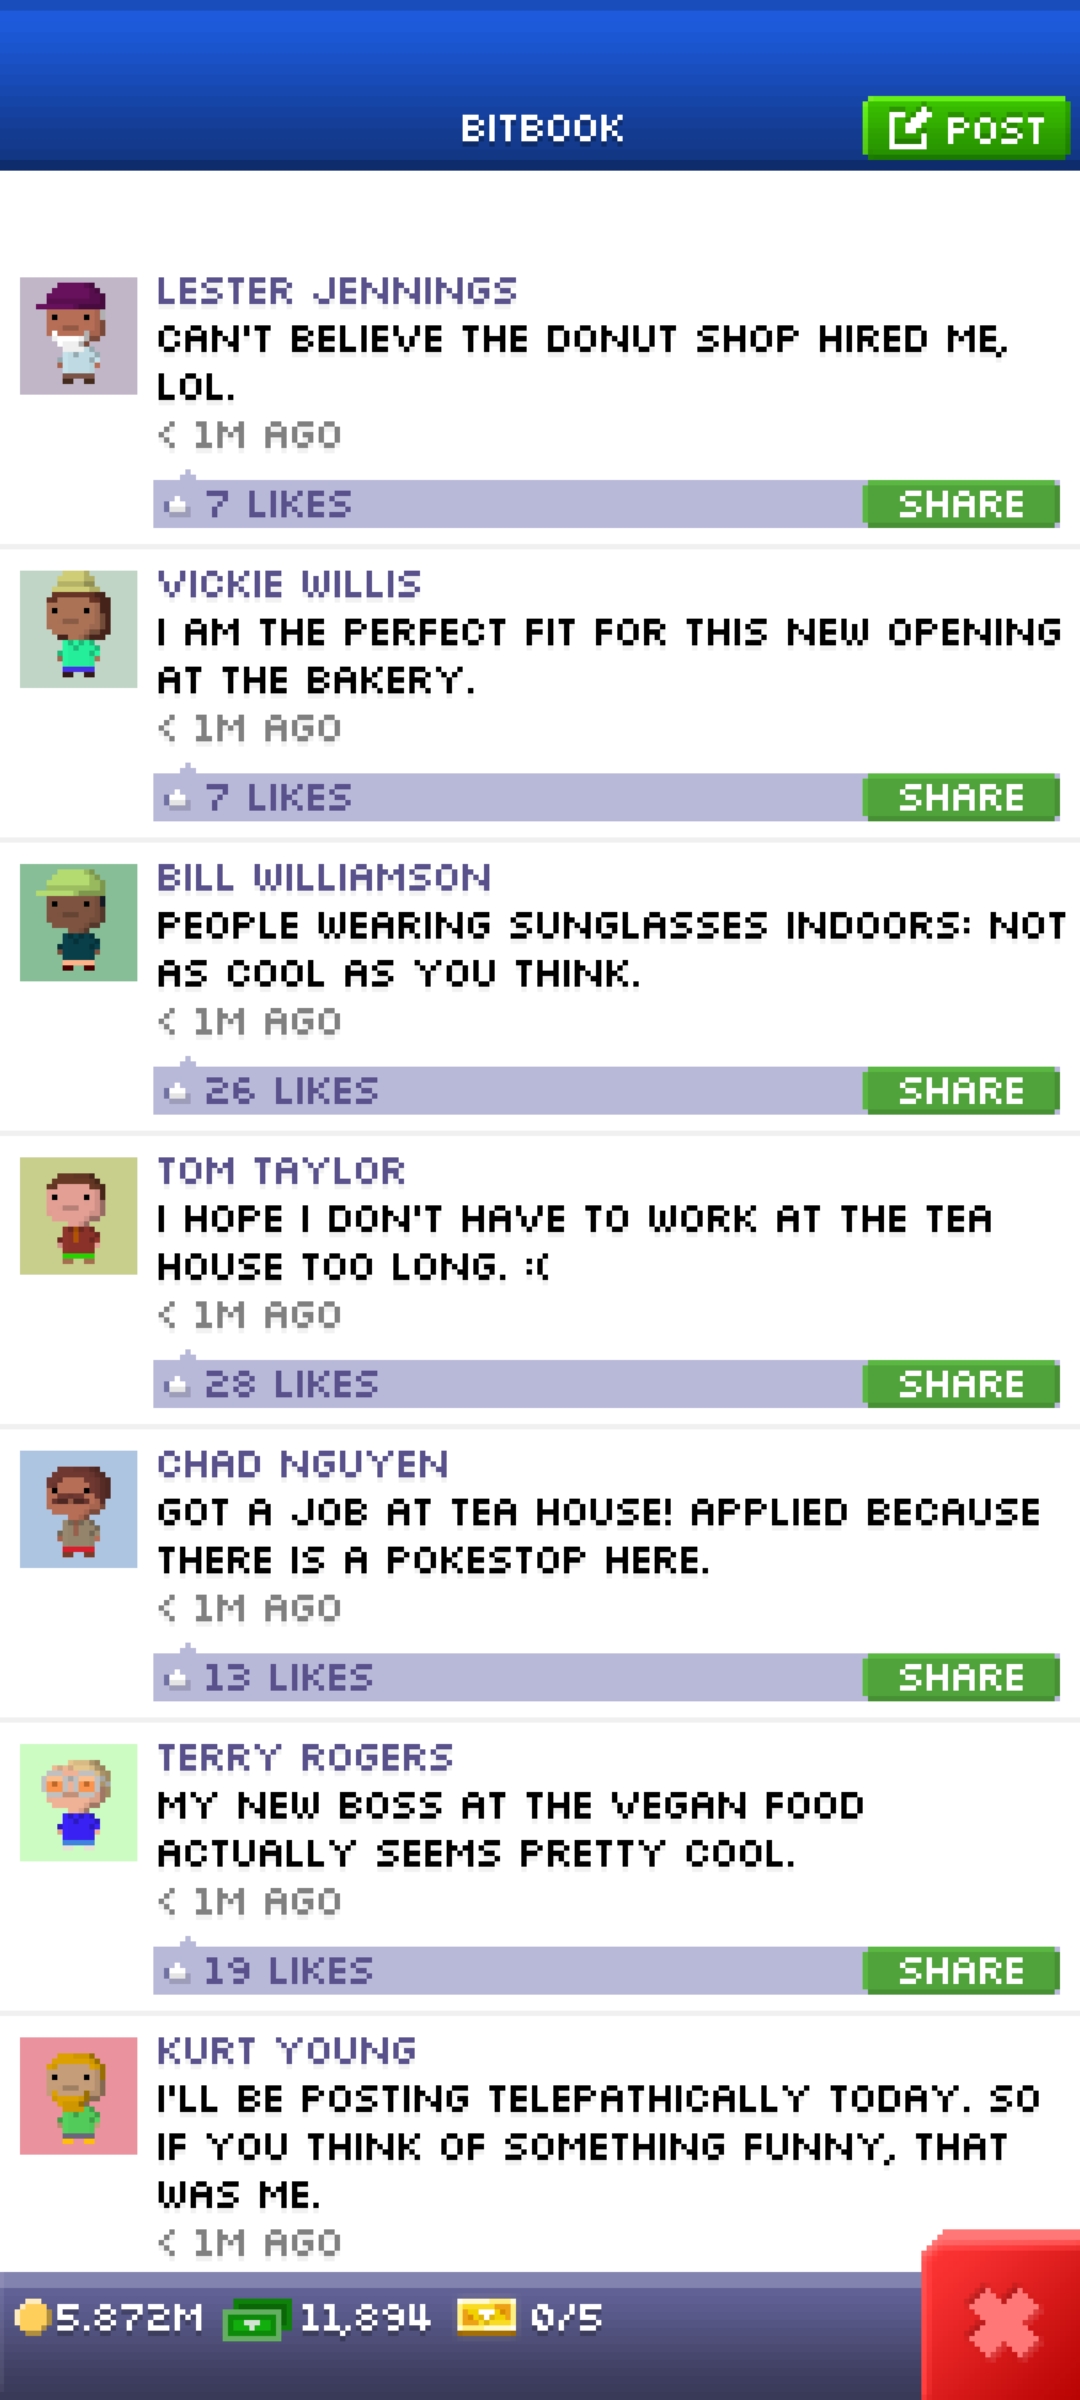 BITBOOK
POST
LESTER JENNINGS
CAN'T BELIEVE THE DONUT SHOP HIRED ME,
LOL.
< 1M AGO
7 LIKES
SHARE
VICKIE WILLIS
I AM THE PERFECT FIT FOR THIS NEW OPENING
AT THE BAKERY.
< 1M AGO
7 LIKES
SHARE
BILL WILLIAMSON
PEOPLE WEARING SUNGLASSES INDOORS: NOT
AS COOL AS YOU THINK.
< 1M AGO
26 LIKES
SHARE
TOM TAYLOR
I HOPE I DON'T HAVE TO WORK AT THE TEA
HOUSE TOO LONG. :(
< 1M AGO
28 LIKES
SHARE
CHAD NGUYEN
GOT A JOB AT TEA HOUSE! APPLIED BECAUSE
THERE IS A POKESTOP HERE.
< 1M AGO
13 LIKES
SHARE
TERRY ROGERS
MY NEW BOSS AT THE VEGAN FOOD
ACTUALLY SEEMS PRETTY COOL.
< 1M AGO
19 LIKES
SHARE
KURT YOUNG
I'LL BE POSTING TELEPATHICALLY TODAY. SO
IF YOU THINK OF SOMETHING FUNNY, THAT
WAS ME.
< 1M AGO
5.872M 11,894 0/5